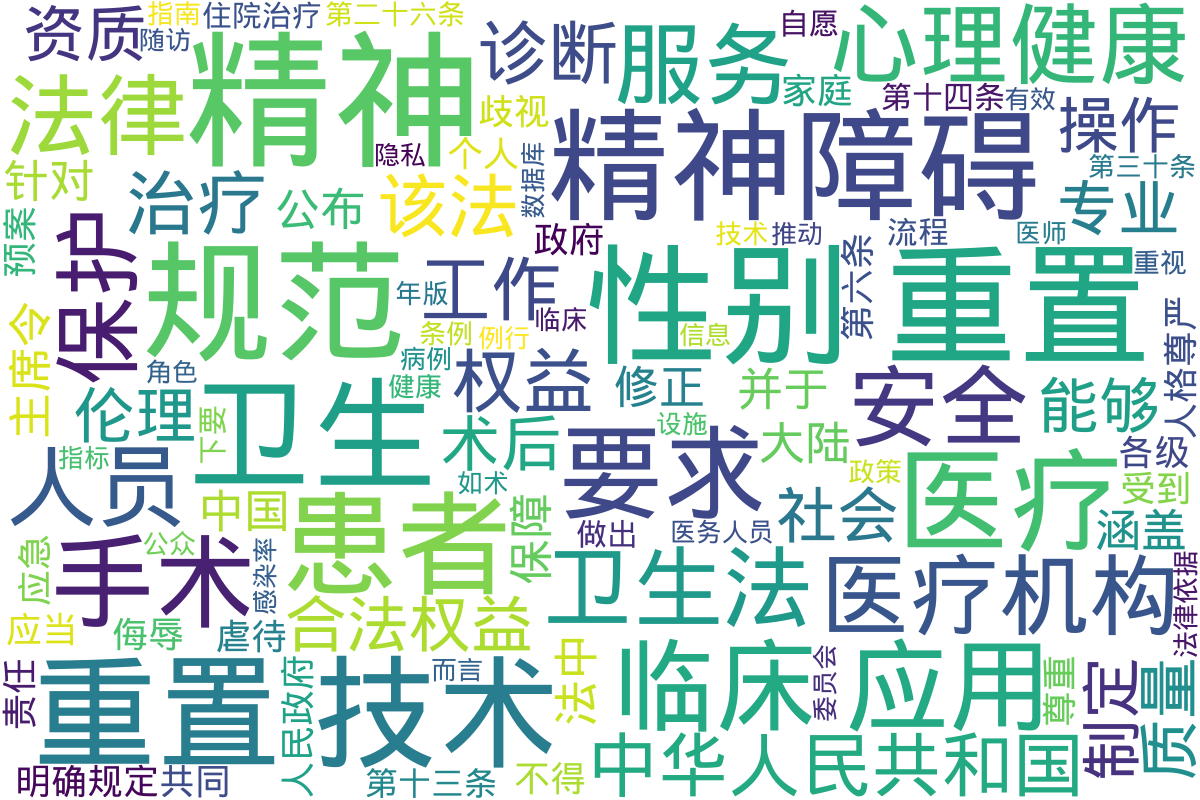 资质
指南
住院治疗
第二十六条
随访
精神
诊断
服务
自愿
心理健康
法律
歧视
家庭
第十四条
有效
操作
精神障碍
隐私
个人
数据库
第三十条
针对
治疗
公布
该法
专业
预案
保护
政府
技术
推动
流程
医师
重视
规范
工作
性别
重置
第六条
年版
临床
信息
条例
例行
人格尊严
主席令
病例
角色
健康
权益
修正
并于
安全
能够
卫生
伦理
下要
术后
设施
要求
大陆
各级
人员
指标
如术
政策
医疗
受到
中国
患者
保障
做出
医务人员
社会
涵盖
应急
公众
手术
感染率
卫生法
医疗机构
法律依据
应当
侮辱
虐待
合法权益
责任
重置
人民政府
技术
而言
法中
临床
委员会
应用
尊重
制定
质量
中华人民共和国
明确规定
共同
第十三条
不得